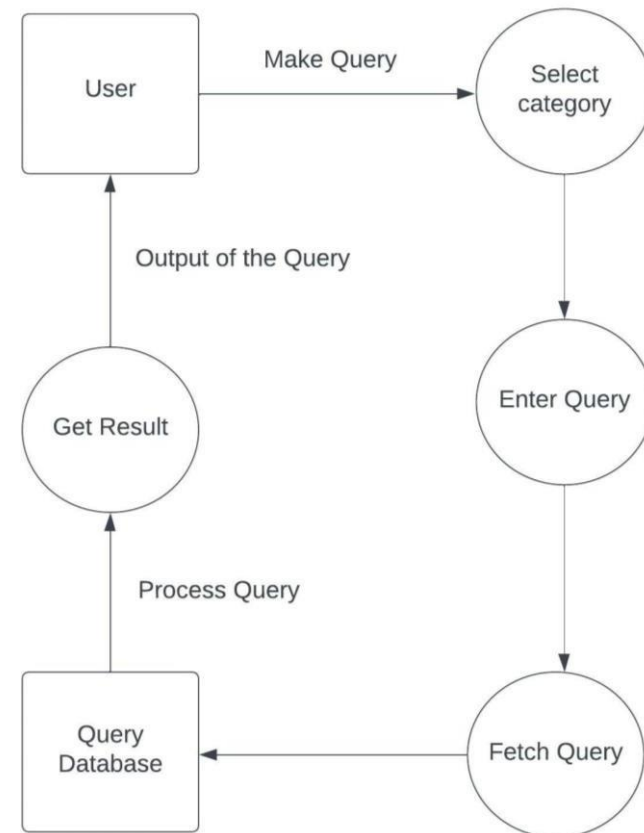 User
Make Query
Select
category
Output of the Query
Enter Query
Get Result
Process Query
Query
Database
Fetch Query